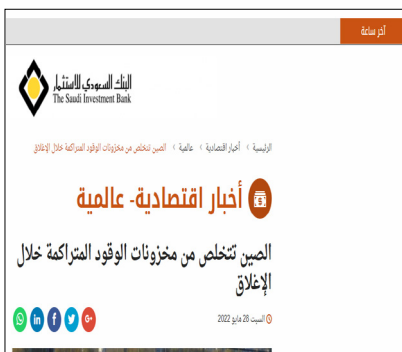 آخر ساعة
البنك السعودي للاستثمار
The Saudi Investment Bank
الرئيسية › أخبار اقتصادية › عالمية › الصين تتخلص من مخزونات الوقود المتراكمة خلال الإغلاق
أخبار اقتصادية- عالمية
الصين تتخلص من مخزونات الوقود المتراكمة خلال
الإغلاق
السبت 28 مايو 2022